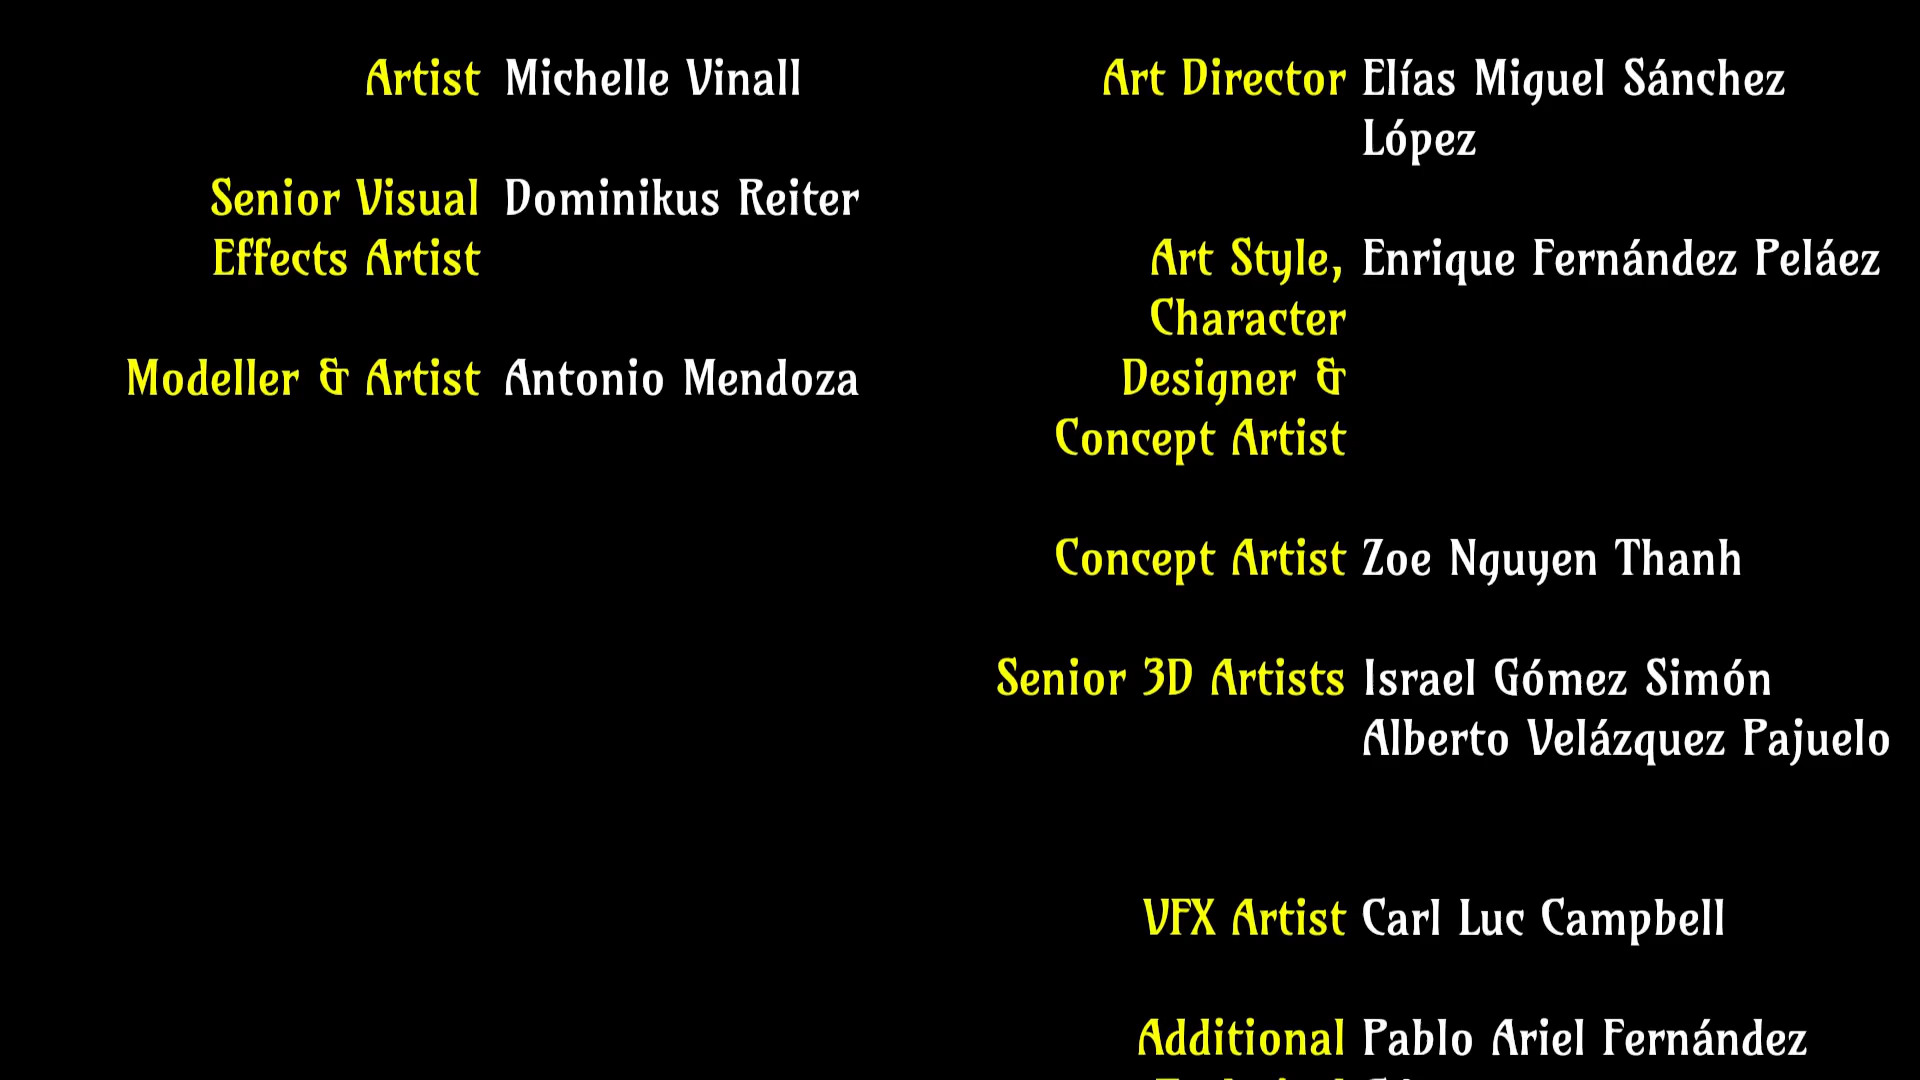 Artist Michelle Vinall
Senior Visual Dominikus Reiter
Effects Artist
Modeller & Artist Antonio Mendoza
Art Director Elías Miguel Sánchez
López
Art Style, Enrique Fernández Peláez
Character
Designer &
Concept Artist
Concept Artist Zoe Nguyen Thanh
Senior 3D Artists Israel Gómez Simón
Alberto Velázquez Pajuelo
VFX Artist Carl Luc Campbell
Additional Pablo Ariel Fernández